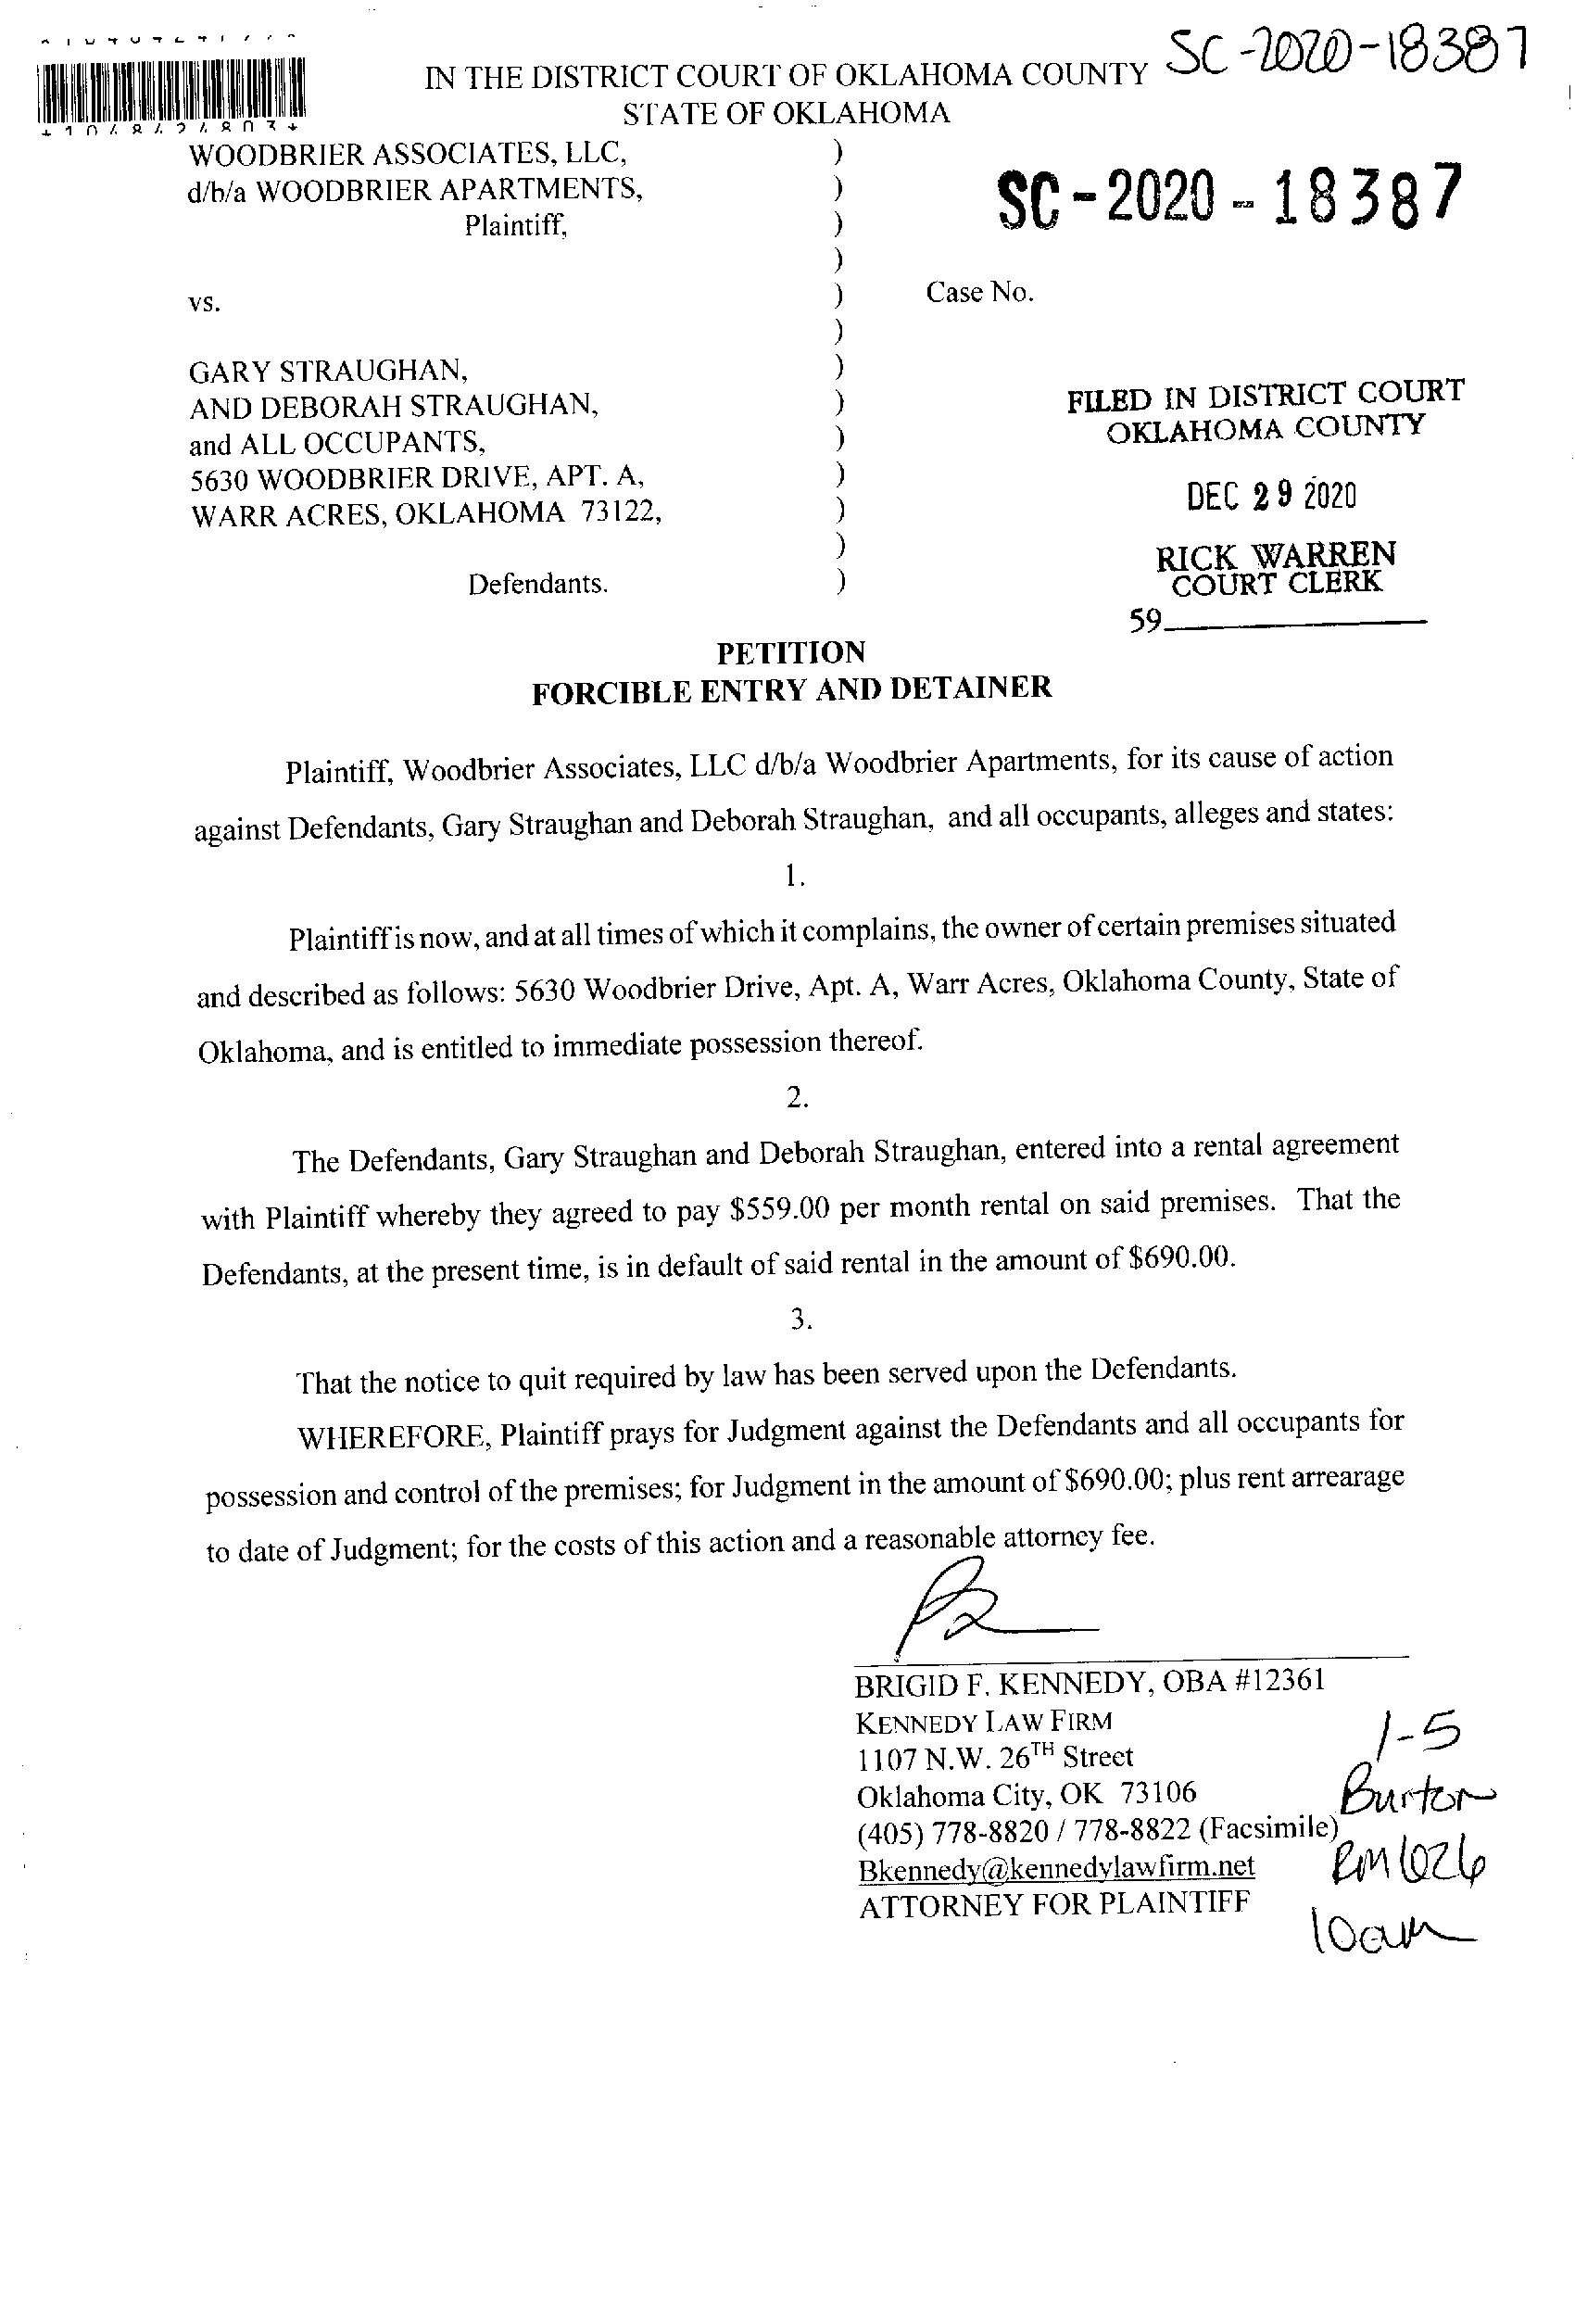 SC-2020-18387
IN THE DISTRICT COURT OF OKLAHOMA COUNTY
STATE OF OKLAHOMA
WOODBRIER ASSOCIATES, LLC, )
d/b/a WOODBRIER APARTMENTS, )
SC-2020-18387
Plaintiff, )
)
vs. ) Case No.
)
GARY STRAUGHAN, )
AND DEBORAH STRAUGHAN, )
and ALL OCCUPANTS, )
5630 WOODBRIER DRIVE, APT. A, )
WARR ACRES, OKLAHOMA 73122, )
)
Defendants. )
FILED IN DISTRICT COURT
OKLAHOMA COUNTY
DEC 29 2020
RICK WARREN
COURT CLERK
59
PETITION
FORCIBLE ENTRY AND DETAINER
Plaintiff, Woodbrier Associates, LLC d/b/a Woodbrier Apartments, for its cause of action
against Defendants, Gary Straughan and Deborah Straughan, and all occupants, alleges and states:
1.
Plaintiff is now, and at all times of which it complains, the owner of certain premises situated
and described as follows: 5630 Woodbrier Drive, Apt. A, Warr Acres, Oklahoma County, State of
Oklahoma, and is entitled to immediate possession thereof.
2.
The Defendants, Gary Straughan and Deborah Straughan, entered into a rental agreement
with Plaintiff whereby they agreed to pay $559.00 per month rental on said premises. That the
Defendants, at the present time, is in default of said rental in the amount of $690.00.
3.
That the notice to quit required by law has been served upon the Defendants.
WHEREFORE, Plaintiff prays for Judgment against the Defendants and all occupants for
possession and control of the premises; for Judgment in the amount of $690.00; plus rent arrearage
to date of Judgment; for the costs of this action and a reasonable attorney fee.
BRIGID F. KENNEDY, OBA #12361
KENNEDY LAW FIRM
1107 N.W. 26TH Street
Oklahoma City, OK 73106
(405) 778-8820 / 778-8822 (Facsimile)
Bkennedy@kennedylawfirm.net
ATTORNEY FOR PLAINTIFF
1-5
Burton
RM 626
10am